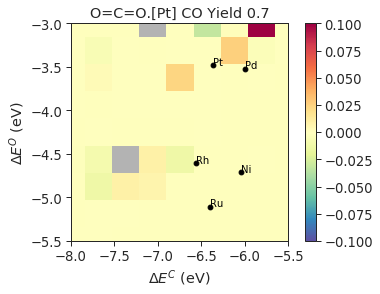 O=C=O.[Pt] CO Yield 0.7
−3.0
−3.5
−4.0
−4.5
−5.0
−5.5
ΔE^O (eV)
Pt
Pd
Rh
Ni
Ru
−8.0 −7.5 −7.0 −6.5 −6.0 −5.5
ΔE^C (eV)
0.100
0.075
0.050
0.025
0.000
−0.025
−0.050
−0.075
−0.100